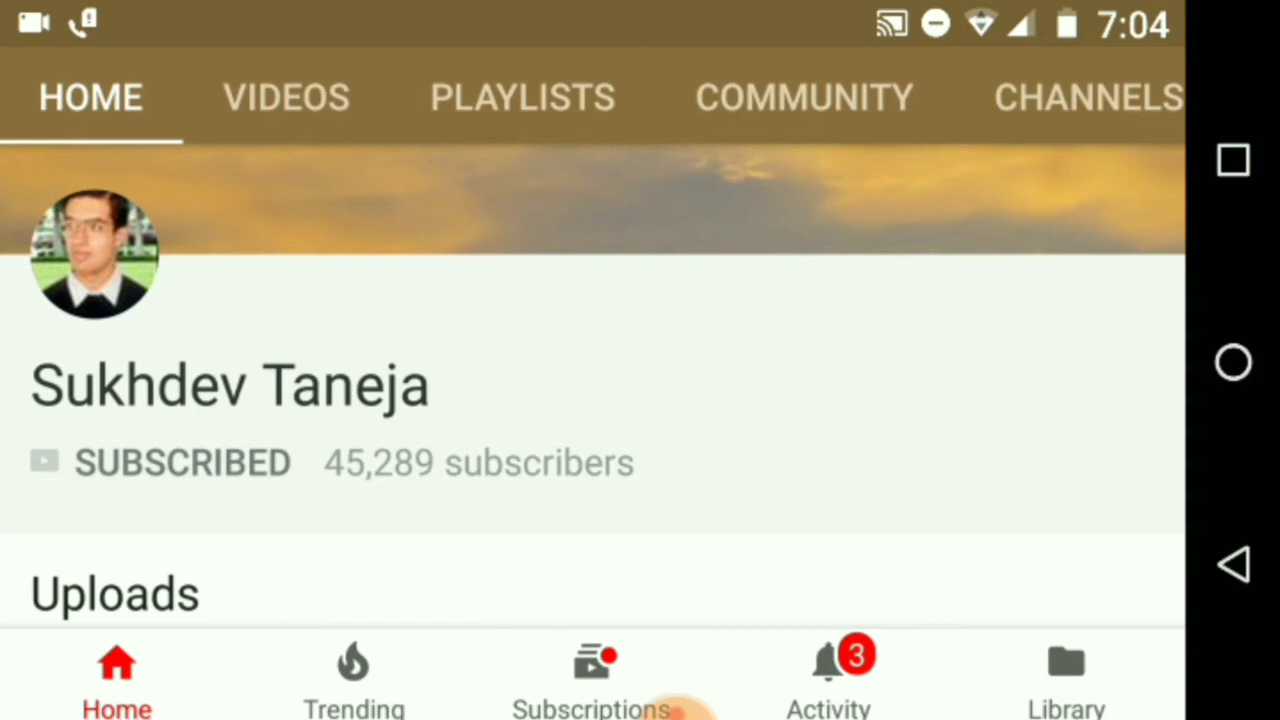 7:04
HOME VIDEOS PLAYLISTS COMMUNITY CHANNELS
Sukhdev Taneja
SUBSCRIBED 45,289 subscribers
Uploads
3
Home Trending Subscriptions Activity Library